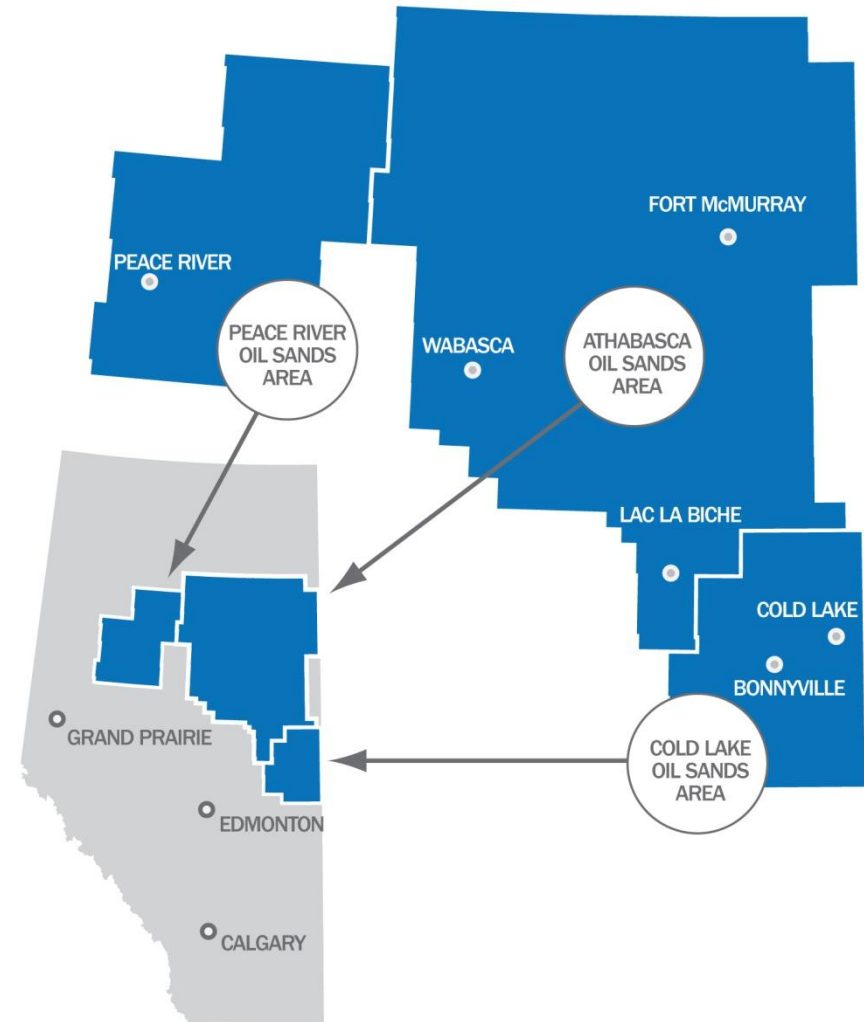 FORT McMURRAY
PEACE RIVER
PEACE RIVER
OIL SANDS
AREA
WABASCA
ATHABASCA
OIL SANDS
AREA
LAC LA BICHE
COLD LAKE
BONNYVILLE
GRAND PRAIRIE
COLD LAKE
OIL SANDS
AREA
EDMONTON
CALGARY